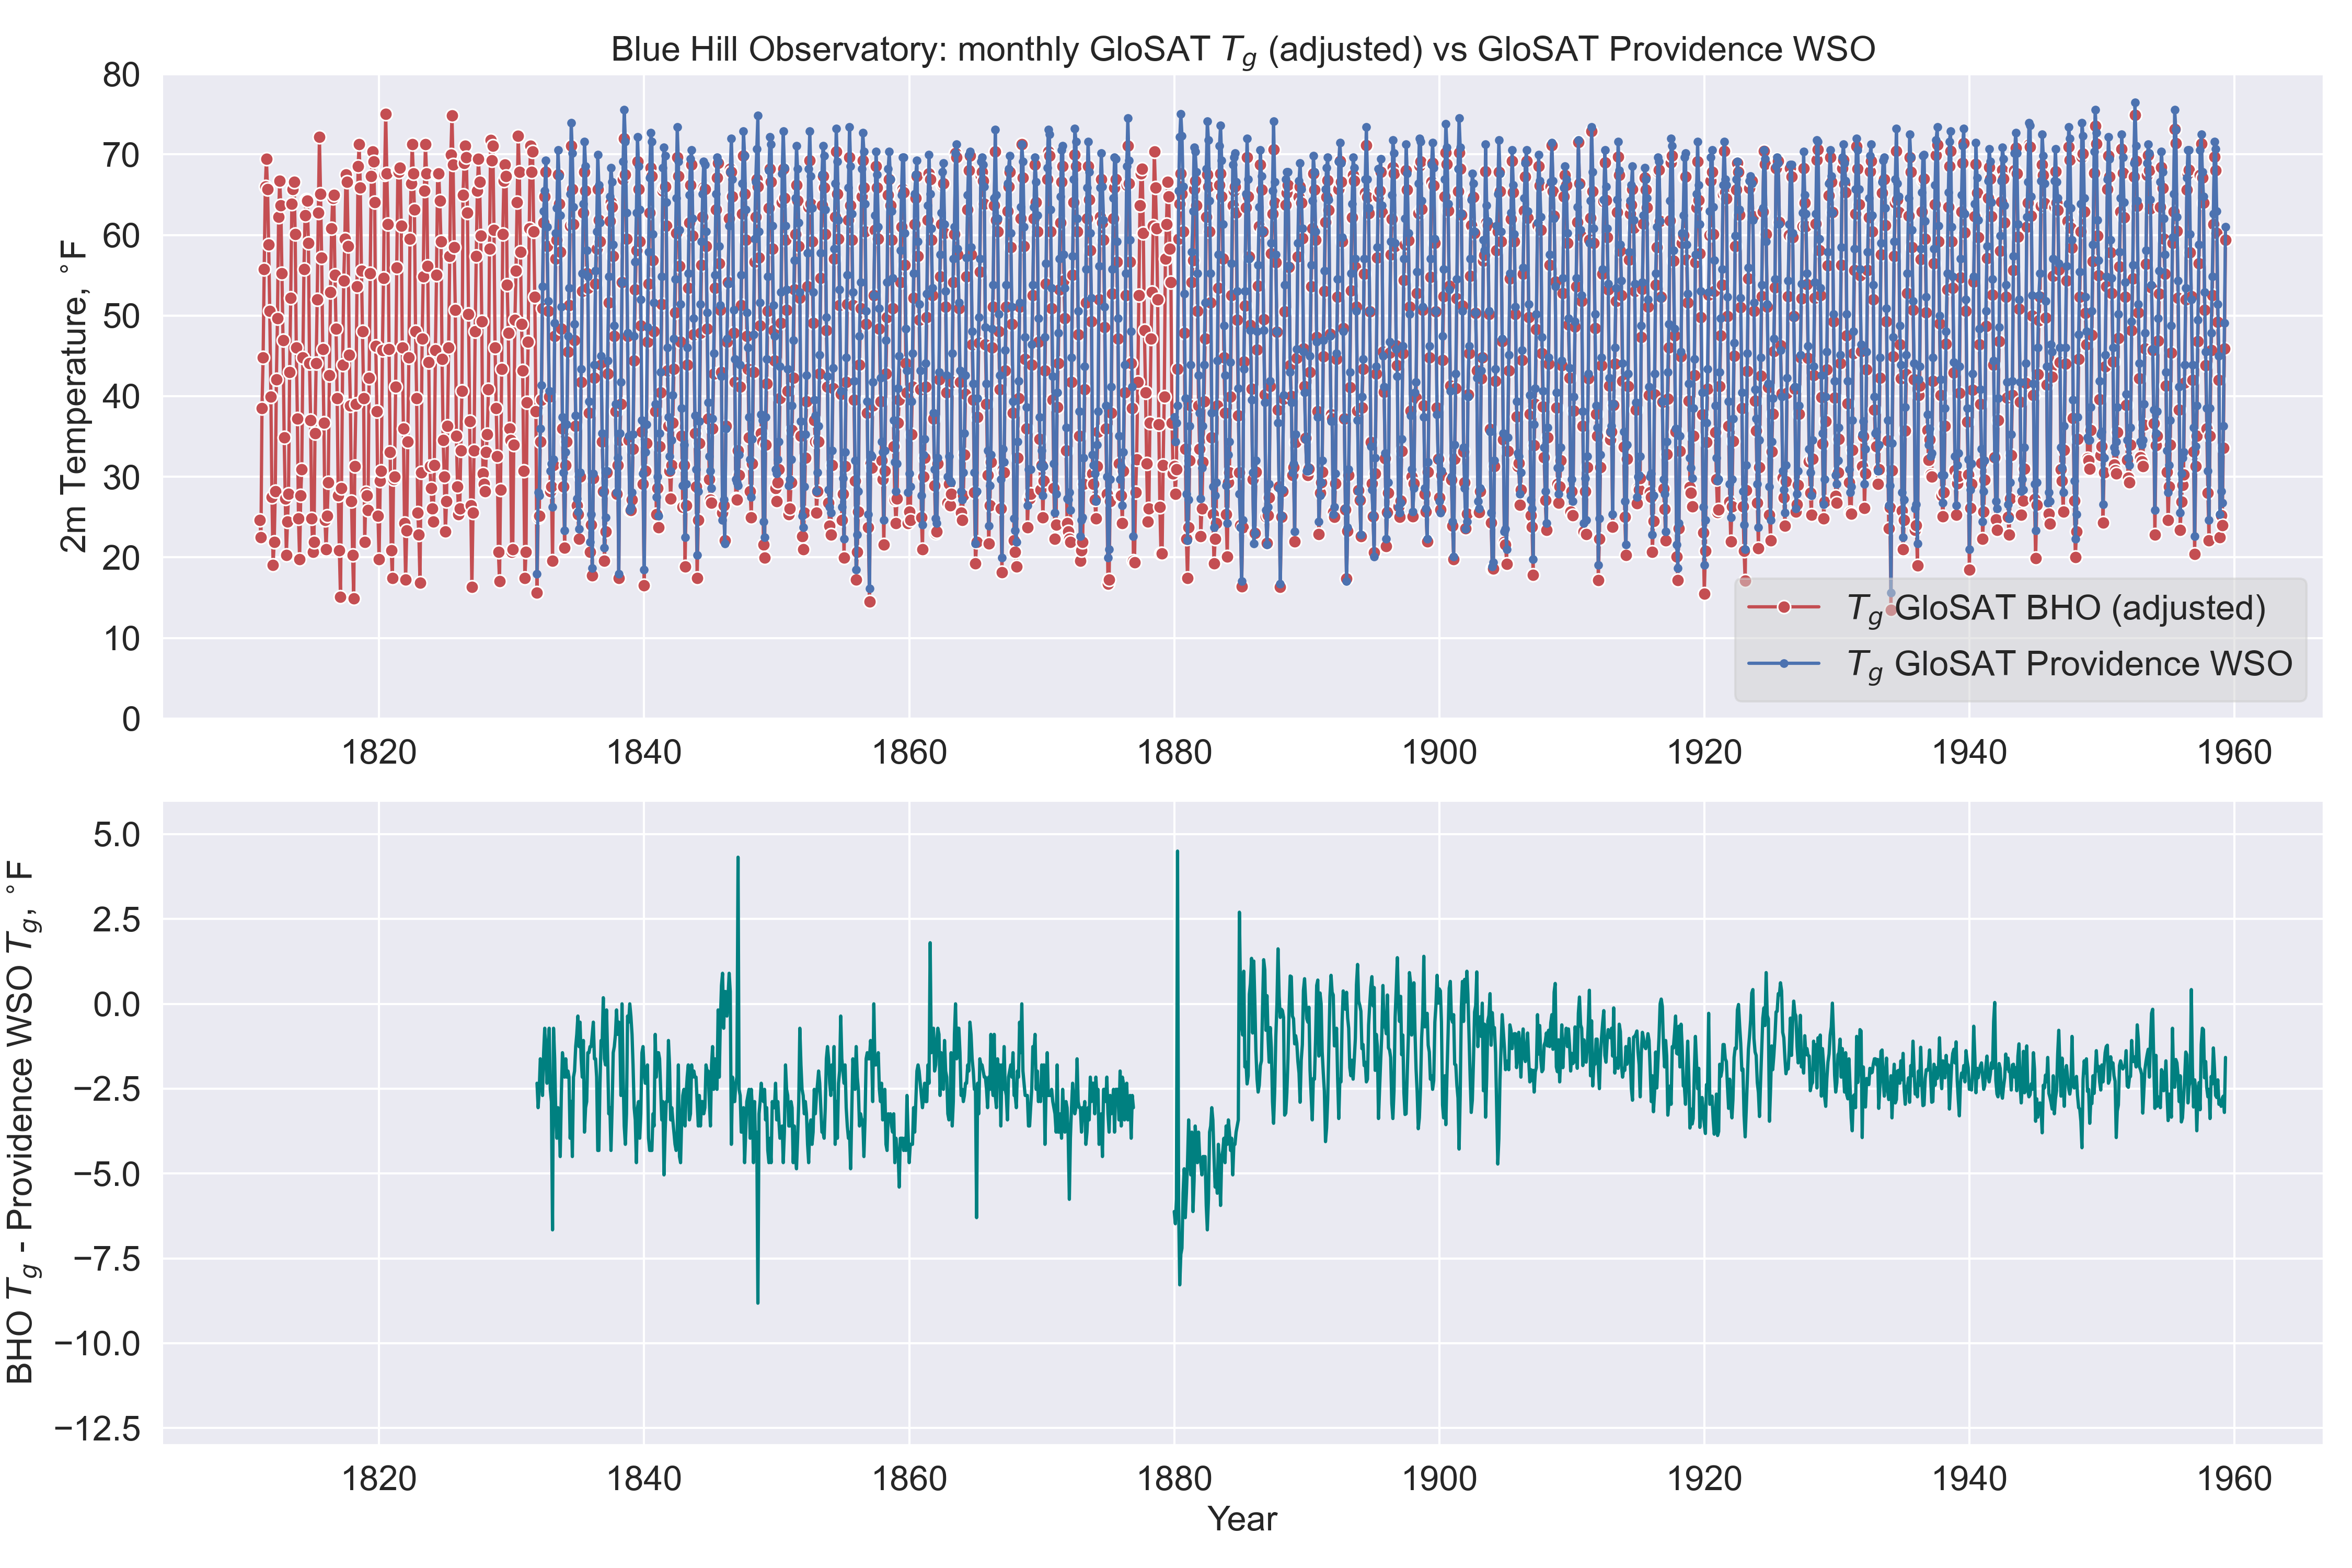 Blue Hill Observatory: monthly GloSAT Tg (adjusted) vs GloSAT Providence WSO
2m Temperature, °F
80
70
60
50
40
30
20
10
0
Tg GloSAT BHO (adjusted)
Tg GloSAT Providence WSO
1820 1840 1860 1880 1900 1920 1940 1960
BHO Tg - Providence WSO Tg, °F
5.0
2.5
0.0
−2.5
−5.0
−7.5
−10.0
−12.5
1820 1840 1860 1880 1900 1920 1940 1960
Year